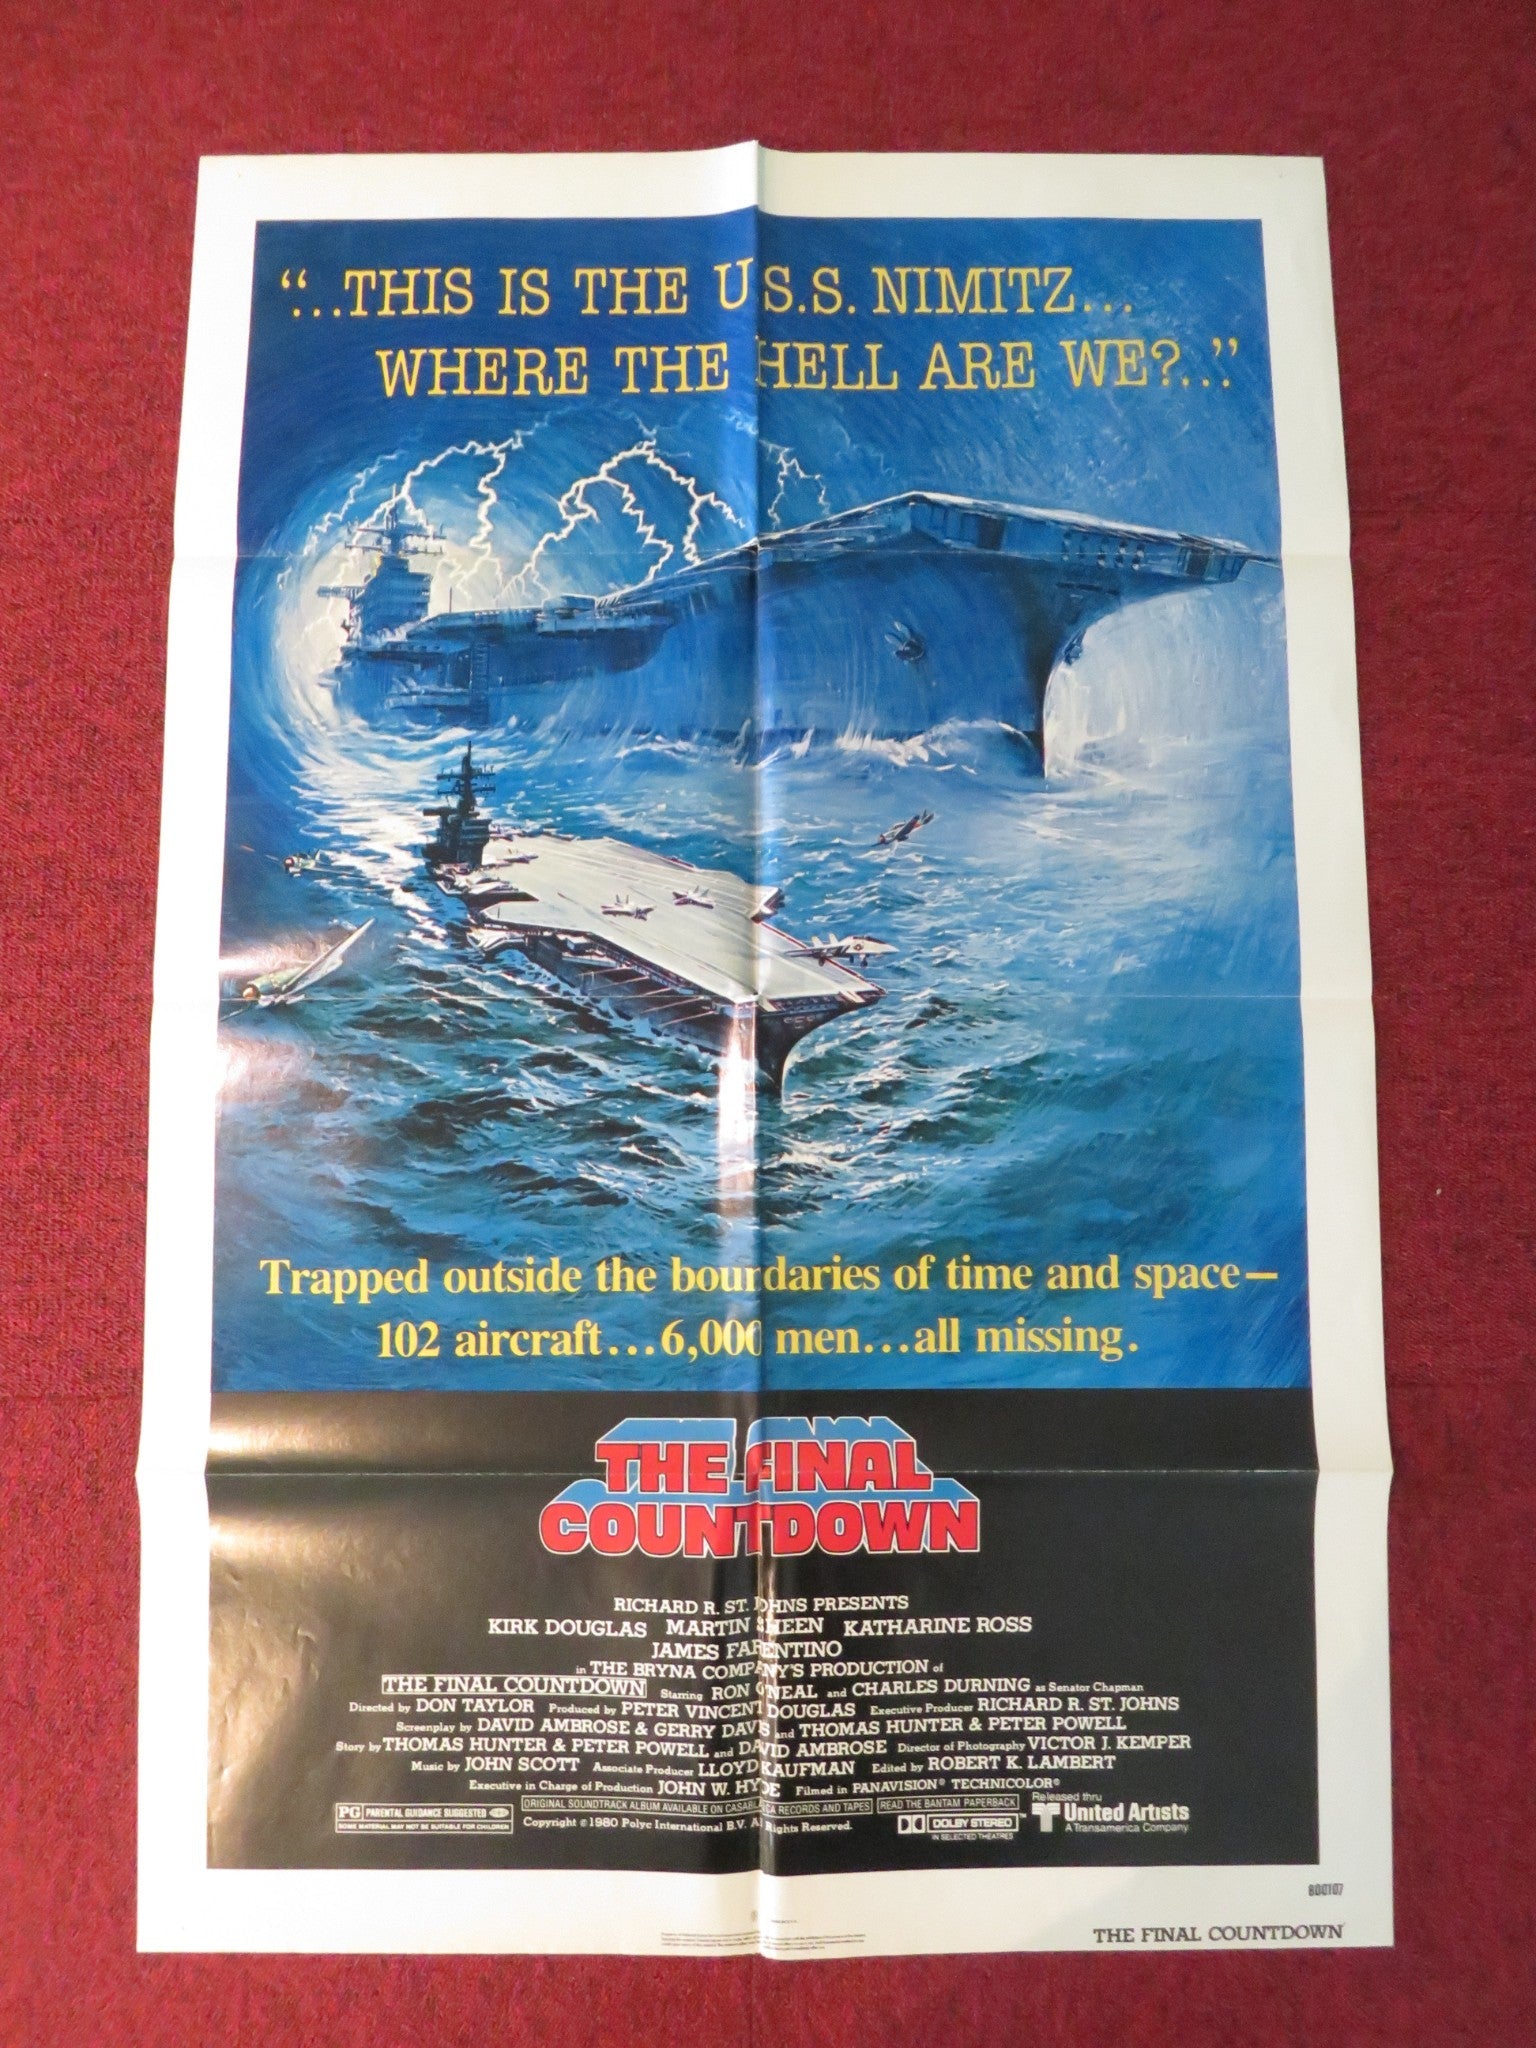 “...THIS IS THE U.S.S. NIMITZ...
WHERE THE HELL ARE WE?...”
Trapped outside the boundaries of time and space—
102 aircraft...6,000 men...all missing.
THE FINAL
COUNTDOWN
RICHARD R. ST. JOHNS PRESENTS
KIRK DOUGLAS MARTIN SHEEN KATHARINE ROSS
JAMES FARENTINO
in THE BRYNA COMPANY'S PRODUCTION of
THE FINAL COUNTDOWN Starring RON O'NEAL and CHARLES DURNING as Senator Chapman
Directed by DON TAYLOR Produced by PETER VINCENT DOUGLAS Executive Producer RICHARD R. ST. JOHNS
Screenplay by DAVID AMBROSE & GERRY DAVIS and THOMAS HUNTER & PETER POWELL
Story by THOMAS HUNTER & PETER POWELL and DAVID AMBROSE Director of Photography VICTOR J. KEMPER
Music by JOHN SCOTT Associate Producer LLOYD KAUFMAN Edited by ROBERT K. LAMBERT
Executive in Charge of Production JOHN W. HYDE Filmed in PANAVISION® TECHNICOLOR®
PG PARENTAL GUIDANCE SUGGESTED
SOME MATERIAL MAY NOT BE SUITABLE FOR CHILDREN
ORIGINAL SOUNDTRACK ALBUM AVAILABLE ON CASABLANCA RECORDS AND TAPES READ THE BANTAM PAPERBACK
Copyright ©1980 Polyc International B.V. All Rights Reserved.
DOLBY STEREO
IN SELECTED THEATRES
Released thru
United Artists
A Transamerica Company
800107
THE FINAL COUNTDOWN